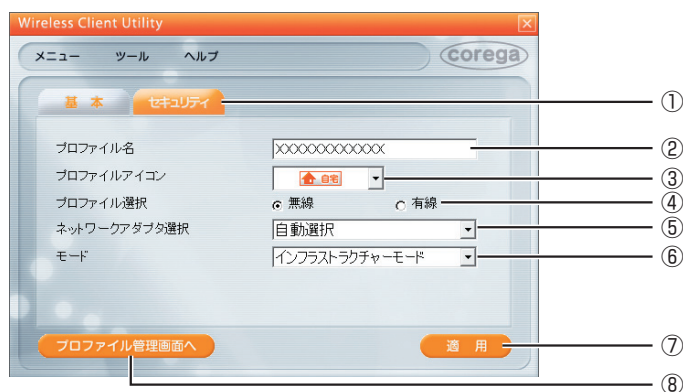 Wireless Client Utility
メニュー ツール ヘルプ corega
基 本 セキュリティ ①
プロファイル名 XXXXXXXXXXXX ②
プロファイルアイコン 自宅 ③
プロファイル選択 無線 有線 ④
ネットワークアダプタ選択 自動選択 ⑤
モード インフラストラクチャーモード ⑥
プロファイル管理画面へ 適 用 ⑦
⑧